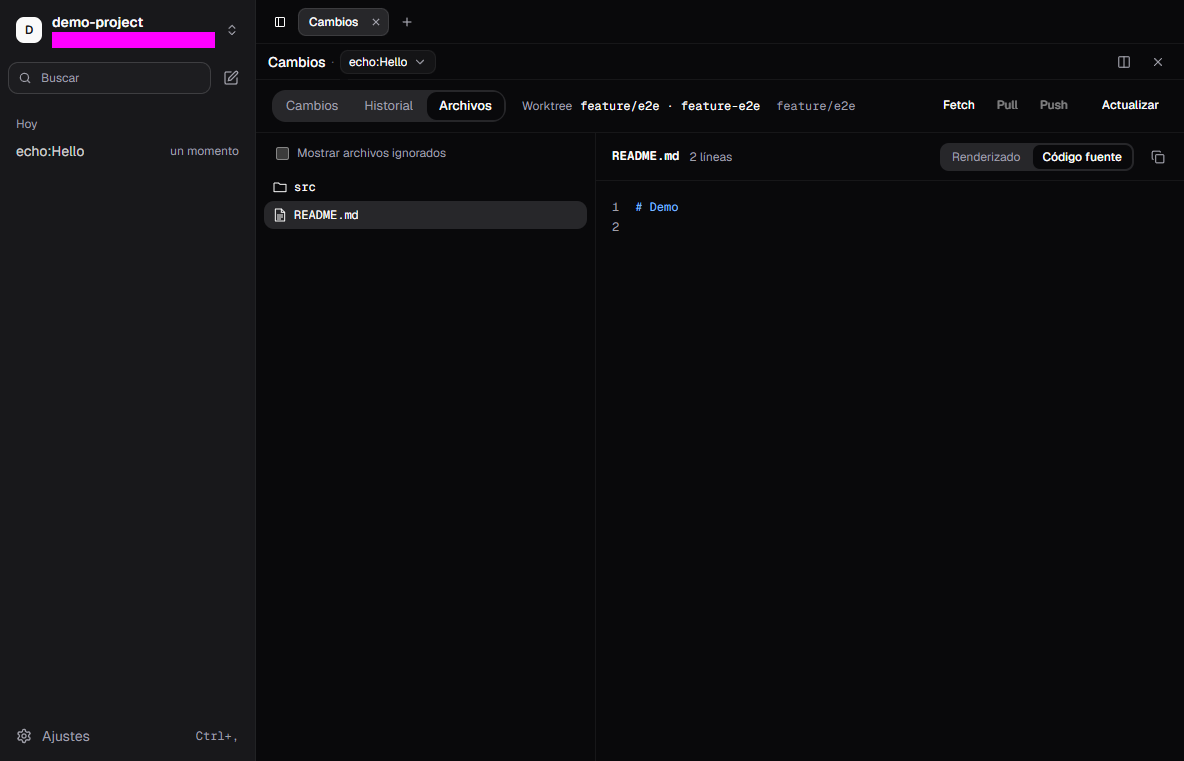 D demo-project
Buscar
Hoy
echo:Hello un momento
Ajustes Ctrl+,
Cambios
Cambios · echo:Hello
Cambios Historial Archivos Worktree feature/e2e · feature-e2e feature/e2e Fetch Pull Push Actualizar
Mostrar archivos ignorados
src
README.md
README.md 2 líneas Renderizado Código fuente
1 # Demo
2